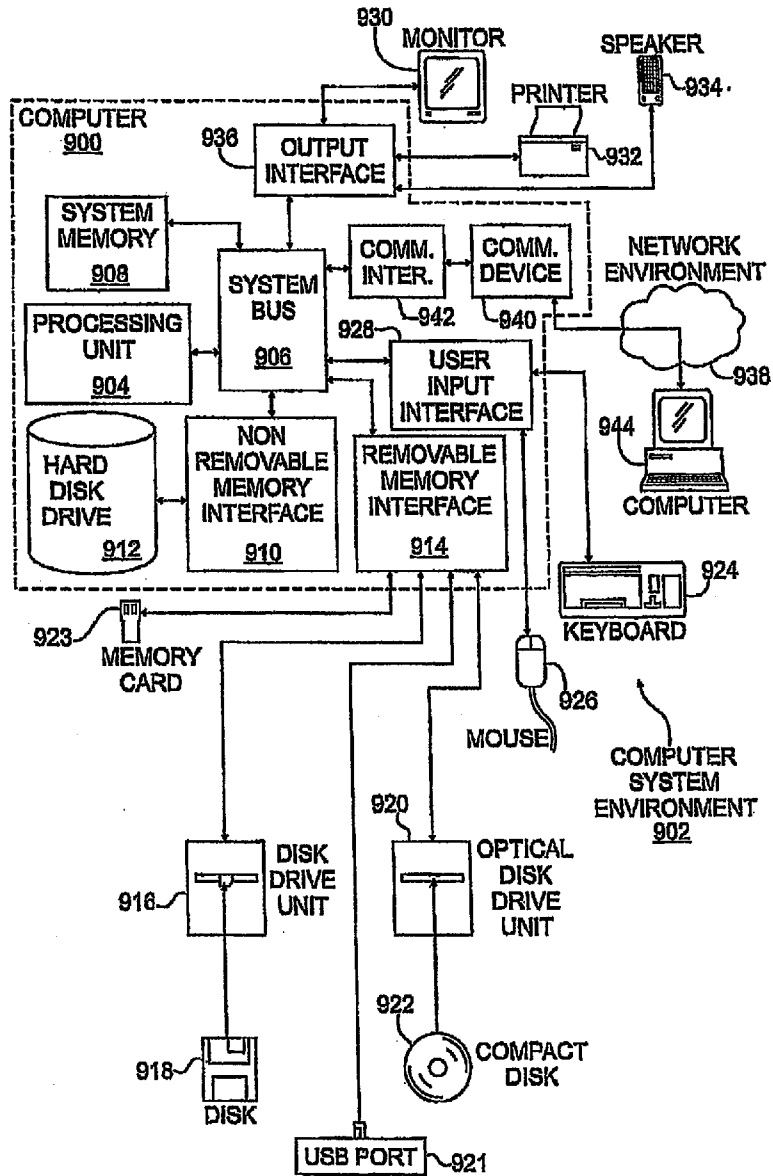 930
MONITOR
SPEAKER
934
PRINTER
932
COMPUTER
900
936
OUTPUT
INTERFACE
SYSTEM
MEMORY
908
COMM.
INTER.
942
COMM.
DEVICE
940
NETWORK
ENVIRONMENT
938
SYSTEM
BUS
906
PROCESSING
UNIT
904
928
USER
INPUT
INTERFACE
944
COMPUTER
HARD
DISK
DRIVE
912
NON
REMOVABLE
MEMORY
INTERFACE
910
REMOVABLE
MEMORY
INTERFACE
914
924
KEYBOARD
923
MEMORY
CARD
926
MOUSE
COMPUTER
SYSTEM
ENVIRONMENT
902
916
DISK
DRIVE
UNIT
920
OPTICAL
DISK
DRIVE
UNIT
918
DISK
922
COMPACT
DISK
USB PORT
921